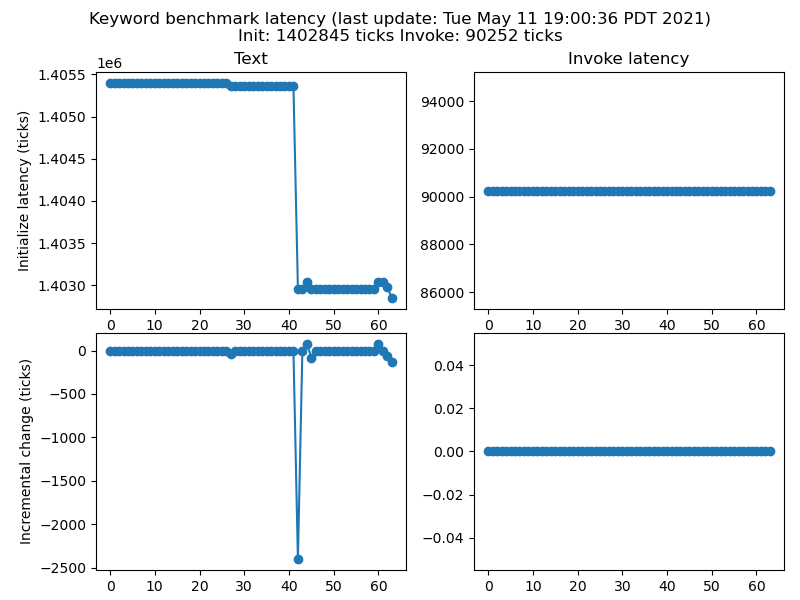 Keyword benchmark latency (last update: Tue May 11 19:00:36 PDT 2021)
Init: 1402845 ticks Invoke: 90252 ticks
Text
1e6
1.4055
1.4050
1.4045
1.4040
1.4035
1.4030
Initialize latency (ticks)
0 10 20 30 40 50 60
Invoke latency
94000
92000
90000
88000
86000
0 10 20 30 40 50 60
0
−500
−1000
−1500
−2000
−2500
Incremental change (ticks)
0 10 20 30 40 50 60
0.04
0.02
0.00
−0.02
−0.04
0 10 20 30 40 50 60